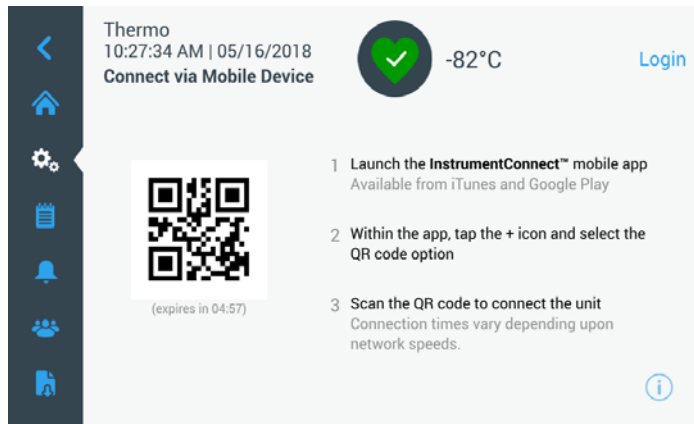 Thermo
10:27:34 AM | 05/16/2018
Connect via Mobile Device
-82°C
Login
(expires in 04:57)
1 Launch the InstrumentConnect™ mobile app
Available from iTunes and Google Play
2 Within the app, tap the + icon and select the
QR code option
3 Scan the QR code to connect the unit
Connection times vary depending upon
network speeds.